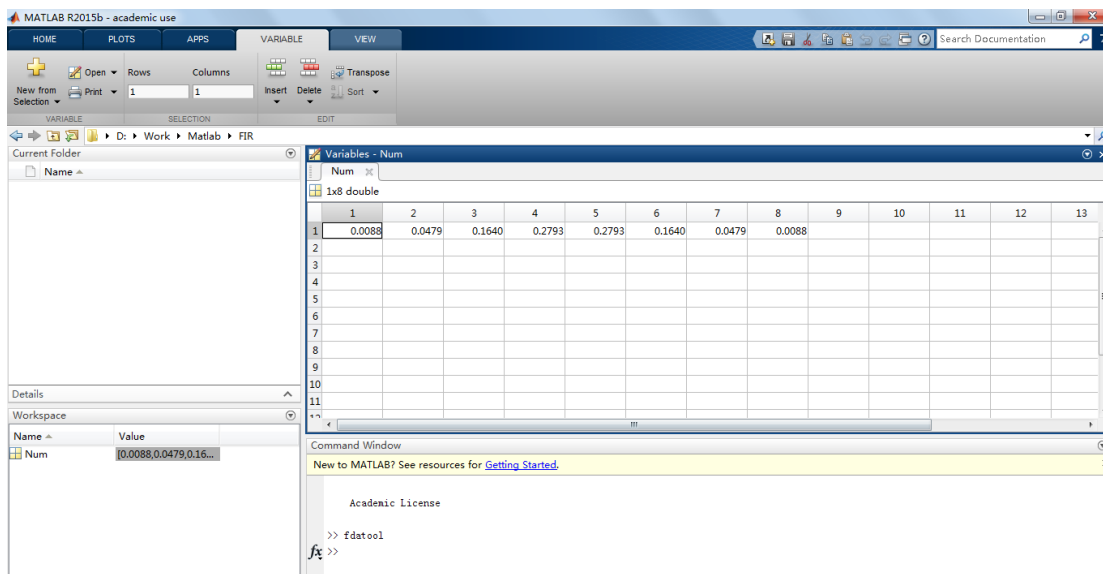 MATLAB R2015b - academic use
HOME PLOTS APPS VARIABLE VIEW Search Documentation
New from Selection Open Print Rows Columns 1 1 Insert Delete Transpose Sort
VARIABLE SELECTION EDIT
D: Work Matlab FIR
Current Folder
Name
Variables - Num
Num
1x8 double
1 2 3 4 5 6 7 8 9 10 11 12 13
1 0.0088 0.0479 0.1640 0.2793 0.2793 0.1640 0.0479 0.0088
2
3
4
5
6
7
8
9
10
11
Details
Workspace
Name Value
Num [0.0088,0.0479,0.16...
Command Window
New to MATLAB? See resources for Getting Started.
Academic License
>> fdatool
fx >>